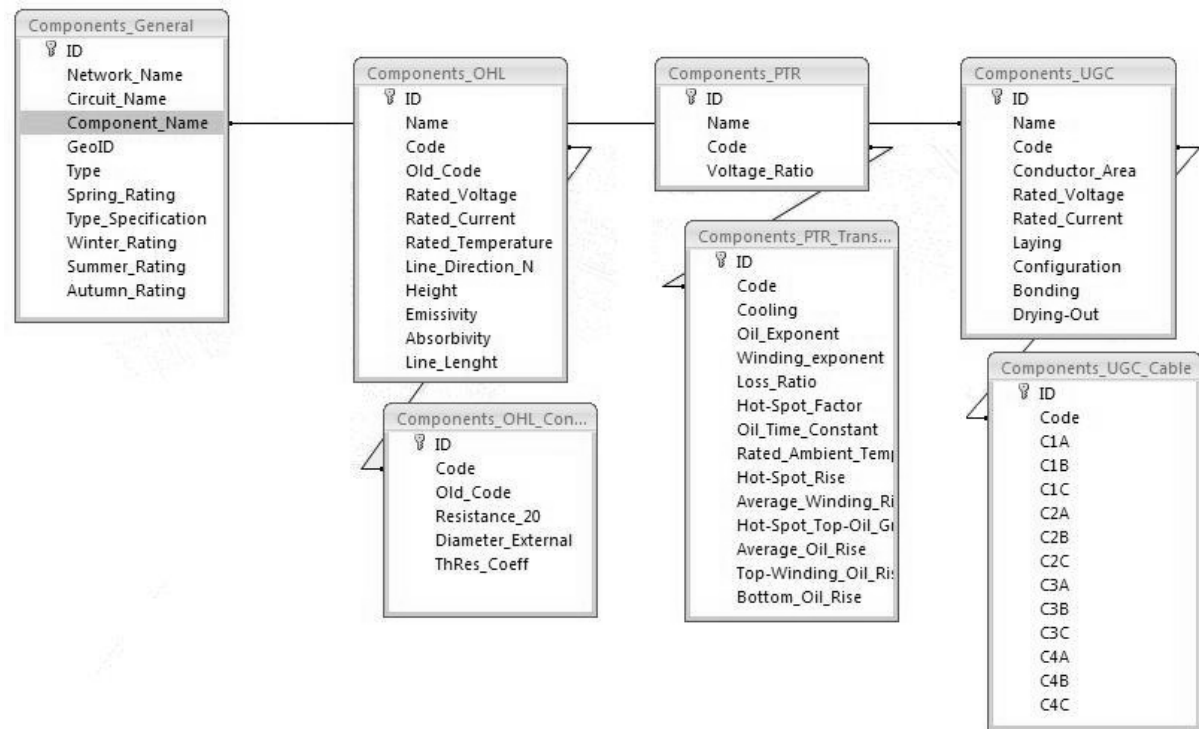 Components_General
ID
Network_Name
Circuit_Name
Component_Name
GeoID
Type
Spring_Rating
Type_Specification
Winter_Rating
Summer_Rating
Autumn_Rating
Components_OHL
ID
Name
Code
Old_Code
Rated_Voltage
Rated_Current
Rated_Temperature
Line_Direction_N
Height
Emissivity
Absorbivity
Line_Lenght
Components_OHL_Con...
ID
Code
Old_Code
Resistance_20
Diameter_External
ThRes_Coeff
Components_PTR
ID
Name
Code
Voltage_Ratio
Components_PTR_Trans...
ID
Code
Cooling
Oil_Exponent
Winding_exponent
Loss_Ratio
Hot-Spot_Factor
Oil_Time_Constant
Rated_Ambient_Temp
Hot-Spot_Rise
Average_Winding_Ri
Hot-Spot_Top-Oil_Gr
Average_Oil_Rise
Top-Winding_Oil_Ris
Bottom_Oil_Rise
Components_UGC
ID
Name
Code
Conductor_Area
Rated_Voltage
Rated_Current
Laying
Configuration
Bonding
Drying-Out
Components_UGC_Cable
ID
Code
C1A
C1B
C1C
C2A
C2B
C2C
C3A
C3B
C3C
C4A
C4B
C4C